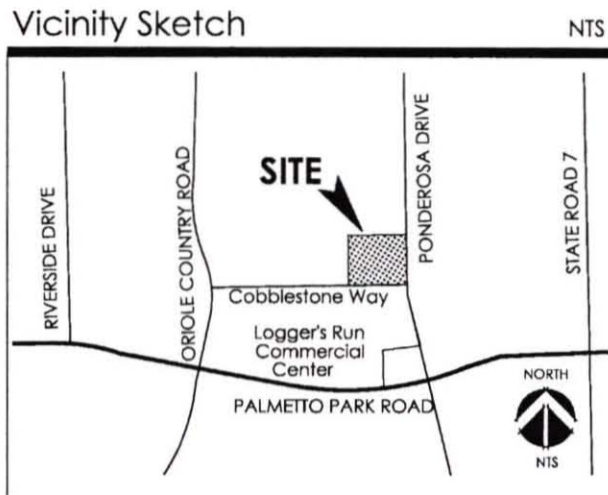 Vicinity Sketch
NTS
RIVERSIDE DRIVE
ORIOLE COUNTRY ROAD
SITE
PONDEROSA DRIVE
STATE ROAD 7
Cobblestone Way
Logger's Run
Commercial
Center
PALMETTO PARK ROAD
NORTH
NTS